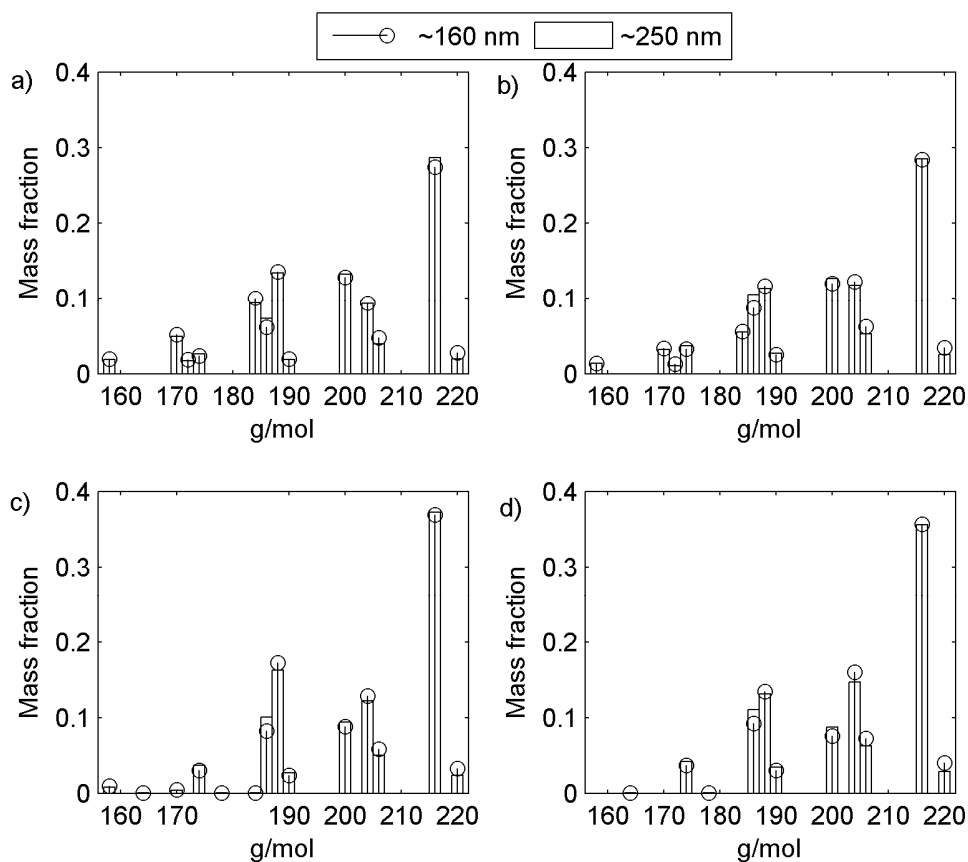 ~160 nm ~250 nm
a) b)
0.4 0.4
0.3 0.3
0.2 0.2
0.1 0.1
0 0
Mass fraction Mass fraction
160 170 180 190 200 210 220 160 170 180 190 200 210 220
g/mol g/mol
c) d)
0.4 0.4
0.3 0.3
0.2 0.2
0.1 0.1
0 0
Mass fraction Mass fraction
160 170 180 190 200 210 220 160 170 180 190 200 210 220
g/mol g/mol